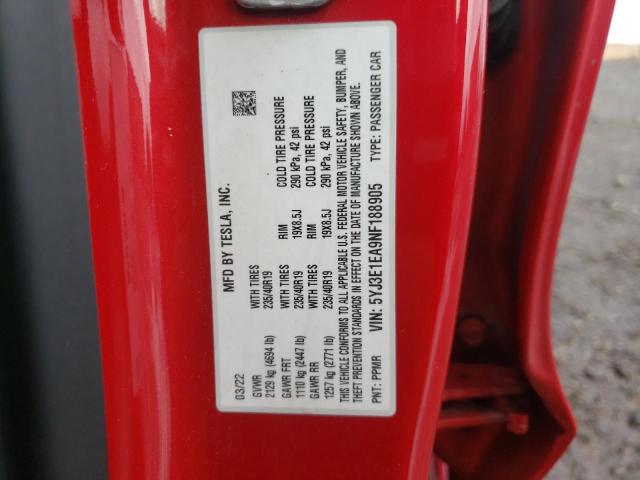 MFD BY TESLA, INC.
03/22
GVWR WITH TIRES RIM COLD TIRE PRESSURE
2129 kg (4694 lb) 235/40R19 19X8.5J 290 kPa, 42 psi
GAWR FRT WITH TIRES RIM COLD TIRE PRESSURE
1110 kg (2447 lb) 235/40R19 19X8.5J 290 kPa, 42 psi
GAWR RR
1257 kg (2771 lb)
THIS VEHICLE CONFORMS TO ALL APPLICABLE U.S. FEDERAL MOTOR VEHICLE SAFETY, BUMPER, AND
THEFT PREVENTION STANDARDS IN EFFECT ON THE DATE OF MANUFACTURE SHOWN ABOVE.
VIN: 5YJ3E1EA9NF188905
PNT: PPMR TYPE: PASSENGER CAR